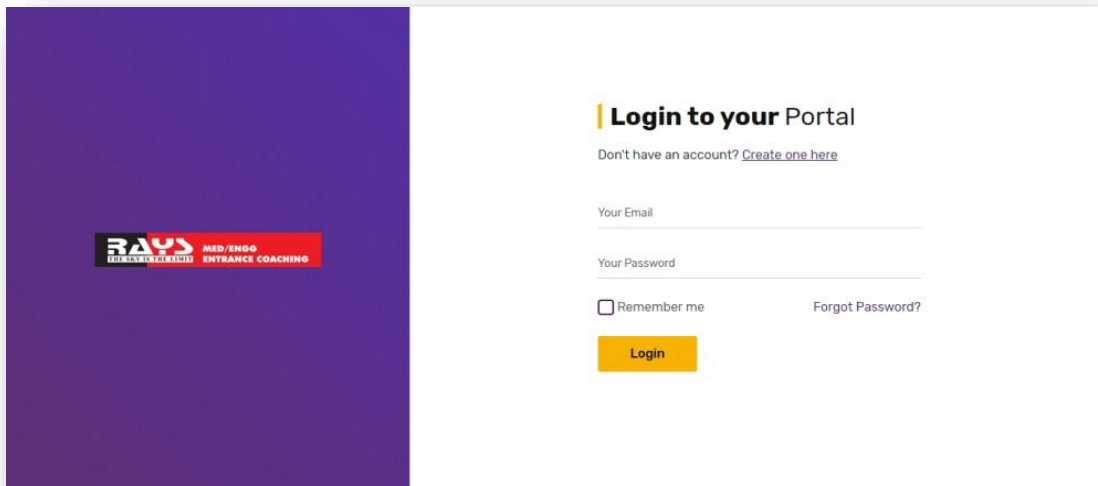 RAYS
THE SKY IS THE LIMIT
MED/ENGG
ENTRANCE COACHING
Login to your Portal
Don't have an account? Create one here
Your Email
Your Password
Remember me
Forgot Password?
Login